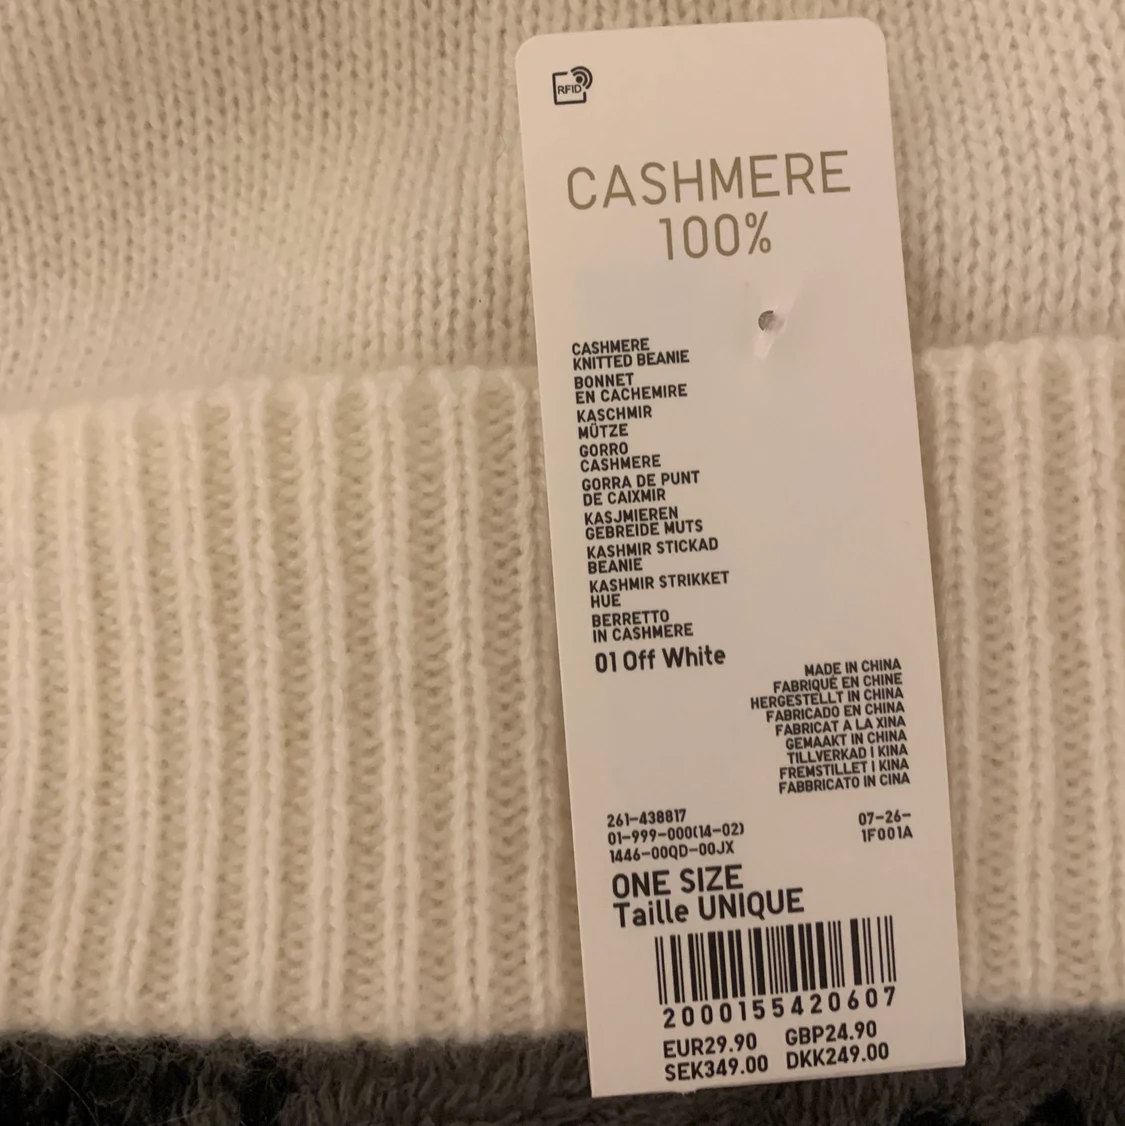 RFID
CASHMERE
100%
CASHMERE
KNITTED BEANIE
BONNET
EN CACHEMIRE
KASCHMIR
MÜTZE
GORRO
CASHMERE
GORRA DE PUNT
DE CAIXMIR
KASJMIEREN
GEBREIDE MUTS
KASHMIR STICKAD
BEANIE
KASHMIR STRIKKET
HUE
BERRETTO
IN CASHMERE
01 Off White
MADE IN CHINA
FABRIQUÉ EN CHINE
HERGESTELLT IN CHINA
FABRICADO EN CHINA
FABRICAT A LA XINA
GEMAAKT IN CHINA
TILLVERKAD I KINA
FREMSTILLET I KINA
FABBRICATO IN CINA
261-438817
01-999-000(14-02)
1446-00QD-00JX
07-26-
1F001A
ONE SIZE
Taille UNIQUE
2000155420607
EUR29.90 GBP24.90
SEK349.00 DKK249.00